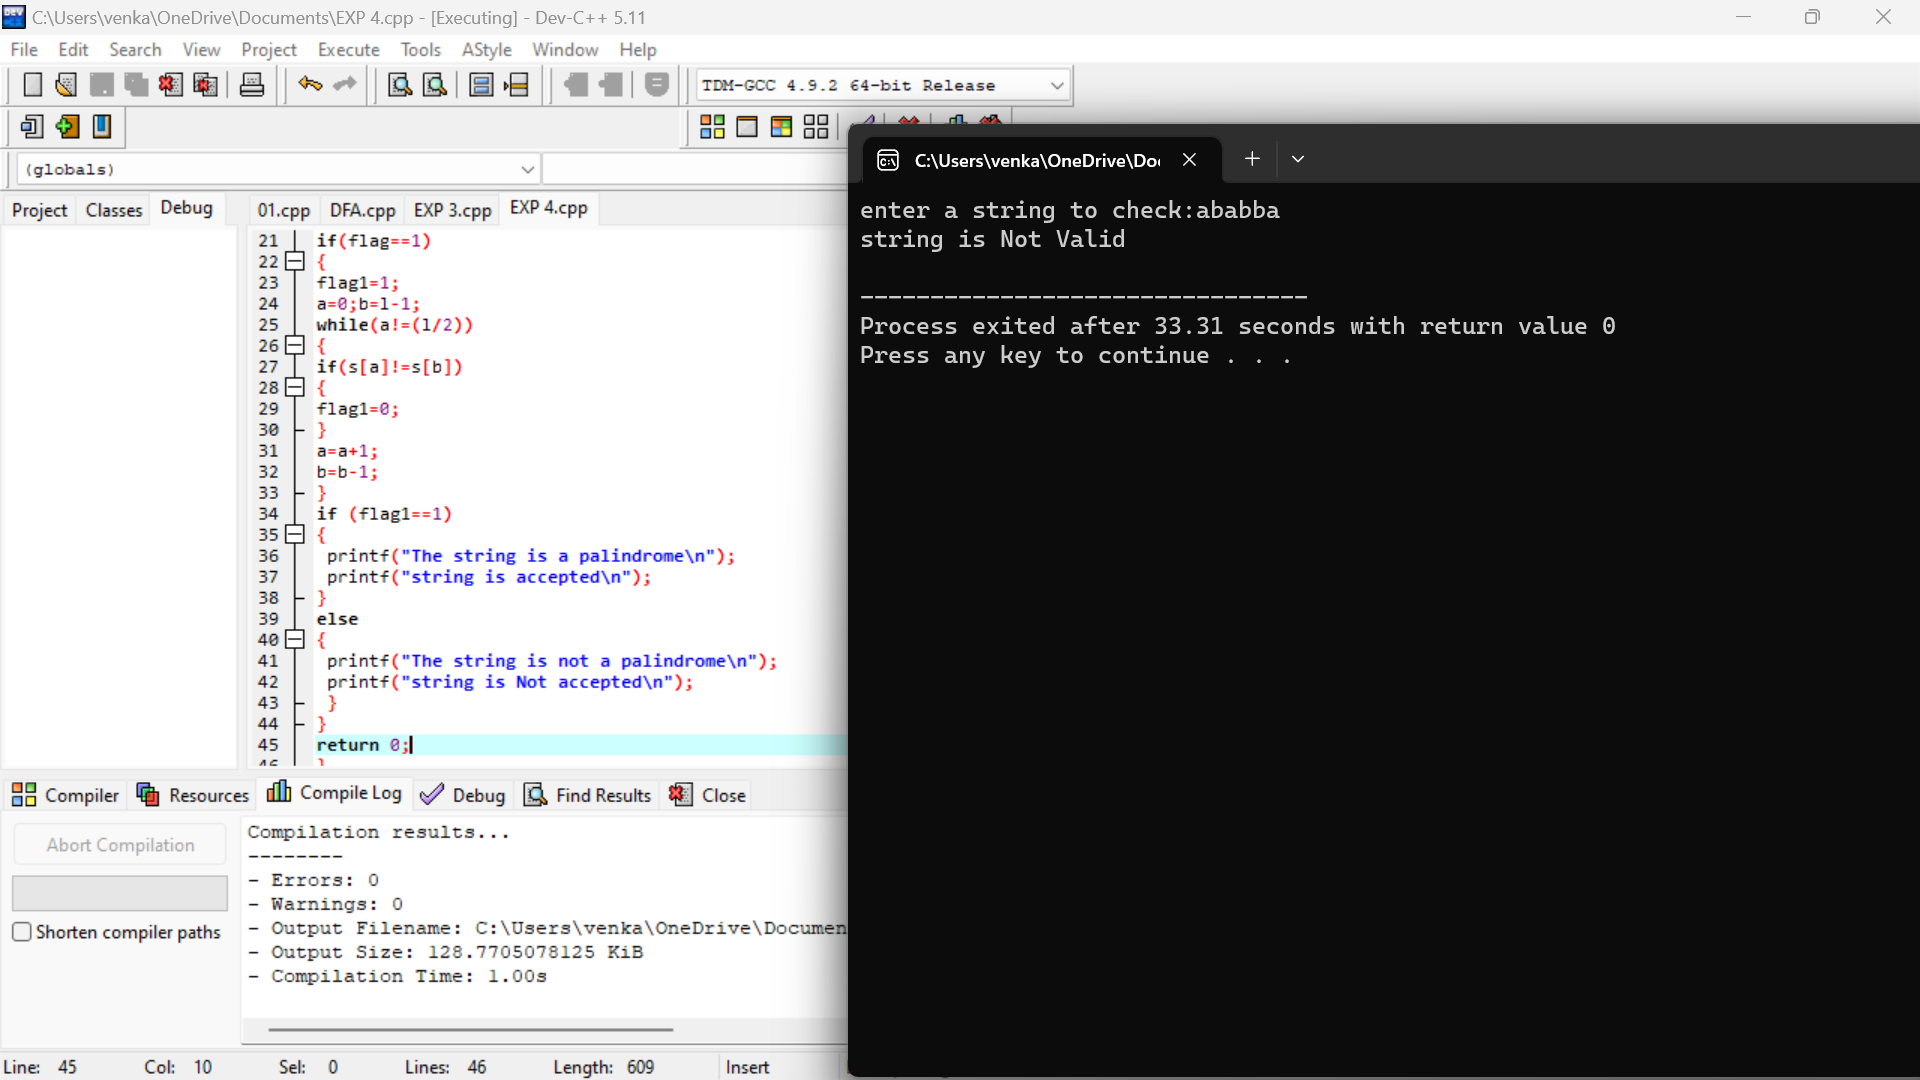 C:\Users\venka\OneDrive\Documents\EXP 4.cpp - [Executing] - Dev-C++ 5.11
File Edit Search View Project Execute Tools AStyle Window Help
TDM-GCC 4.9.2 64-bit Release
(globals)
Project Classes Debug
01.cpp DFA.cpp EXP 3.cpp EXP 4.cpp
21 if(flag==1)
22 {
23 flag1=1;
24 a=0;b=l-1;
25 while(a!=(l/2))
26 {
27 if(s[a]!=s[b])
28 {
29 flag1=0;
30 }
31 a=a+1;
32 b=b-1;
33 }
34 if (flag1==1)
35 {
36 printf("The string is a palindrome\n");
37 printf("string is accepted\n");
38 }
39 else
40 {
41 printf("The string is not a palindrome\n");
42 printf("string is Not accepted\n");
43 }
44 }
45 return 0;
46 }
C:\Users\venka\OneDrive\Do
enter a string to check:ababba
string is Not Valid
--------------------------------
Process exited after 33.31 seconds with return value 0
Press any key to continue . . .
Compiler Resources Compile Log Debug Find Results Close
Abort Compilation
Shorten compiler paths
Compilation results...
--------
- Errors: 0
- Warnings: 0
- Output Filename: C:\Users\venka\OneDrive\Documen
- Output Size: 128.7705078125 KiB
- Compilation Time: 1.00s
Line: 45 Col: 10 Sel: 0 Lines: 46 Length: 609 Insert